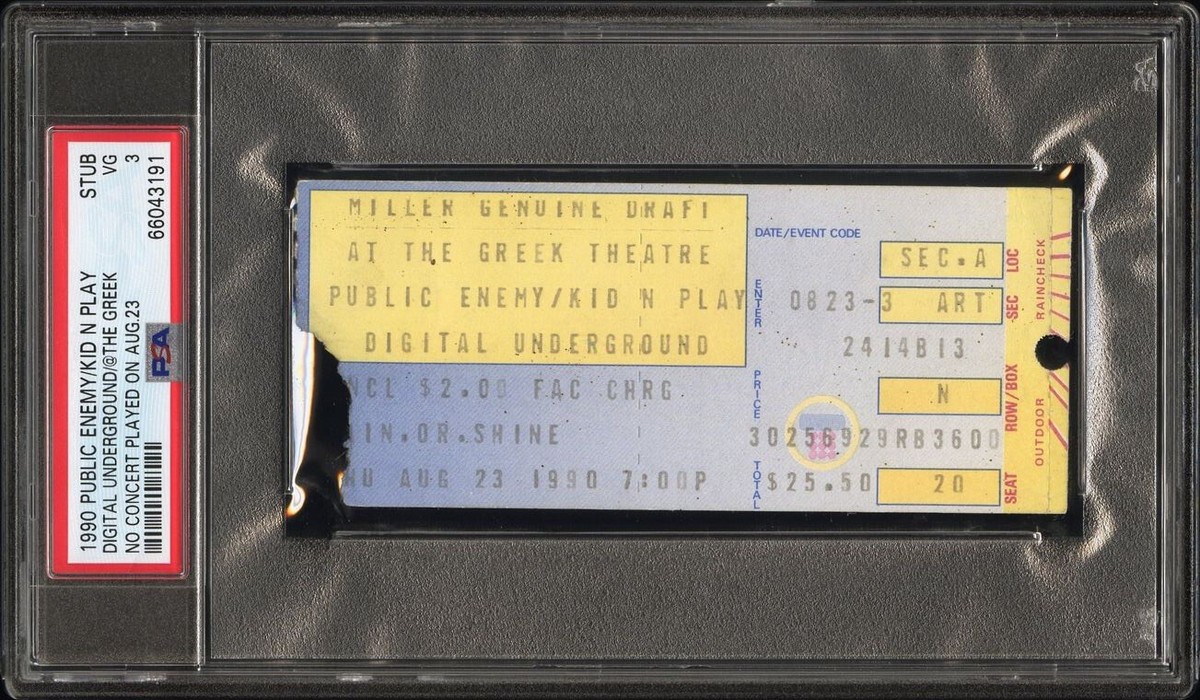 1990 PUBLIC ENEMY/KID N PLAY STUB
DIGITAL UNDERGROUND/@THE GREEK VG
NO CONCERT PLAYED ON AUG.23 3
66043191
PSA
MILLER GENUINE DRAFT
AT THE GREEK THEATRE
PUBLIC ENEMY/KID N PLAY
DIGITAL UNDERGROUND
NCL $2.00 FAC CHRG
IN.OR.SHINE
HU AUG 23 1990 7:00P
DATE/EVENT CODE
ENTER
0823-3
2414B13
PRICE
30256929RB3600
TOTAL
$25.50
SEC.A
LOC
ART
SEC
N
ROW/BOX
20
SEAT
RAINCHECK
OUTDOOR